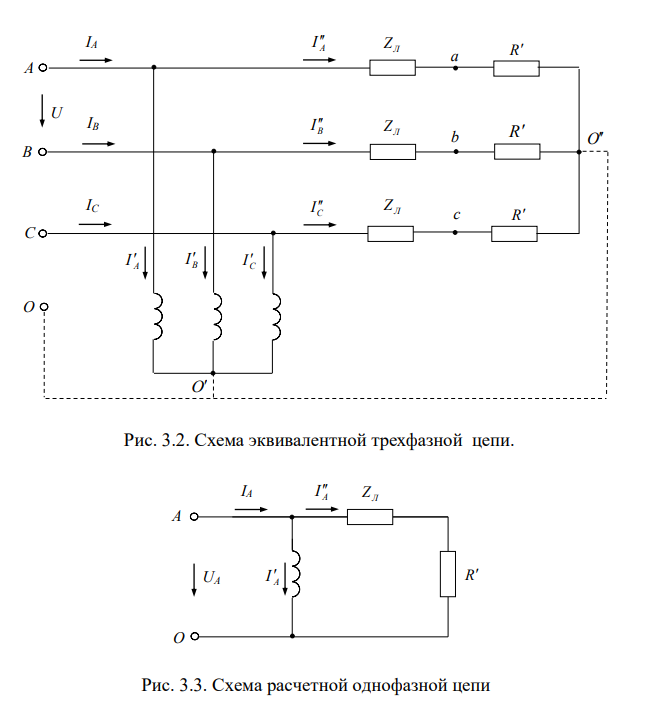 I_A I″_A Z_Л a R′
A
U
I_B I″_B Z_Л b R′ O″
B
I_C I″_C Z_Л c R′
C
I′_A I′_B I′_C
O
O′
Рис. 3.2. Схема эквивалентной трехфазной цепи.
I_A I″_A Z_Л
A
U_A I′_A R′
O
Рис. 3.3. Схема расчетной однофазной цепи